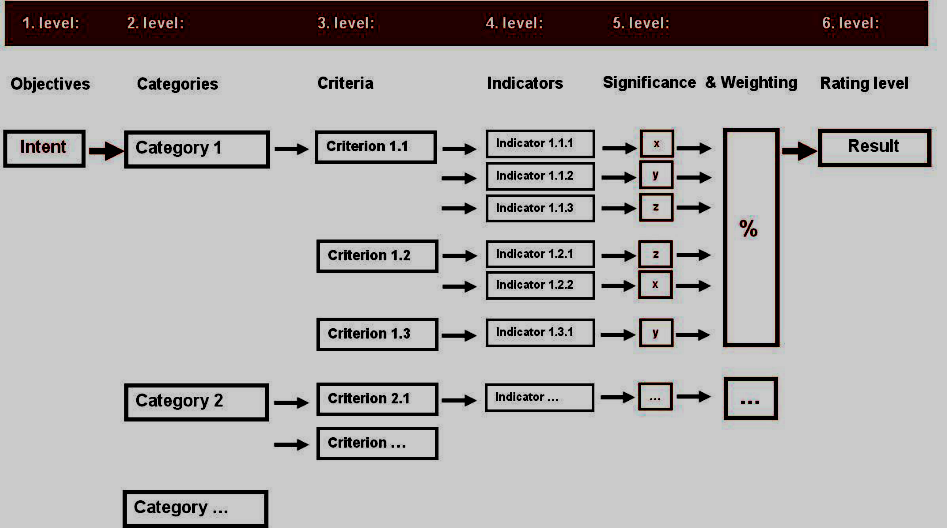 1. level: 2. level: 3. level: 4. level: 5. level: 6. level:
Objectives Categories Criteria Indicators Significance & Weighting Rating level
Intent Category 1 Criterion 1.1 Indicator 1.1.1 x Result
Indicator 1.1.2 y
Indicator 1.1.3 z
%
Criterion 1.2 Indicator 1.2.1 z
Indicator 1.2.2 x
Criterion 1.3 Indicator 1.3.1 y
Category 2 Criterion 2.1 Indicator ... ... ...
Criterion ...
Category ...